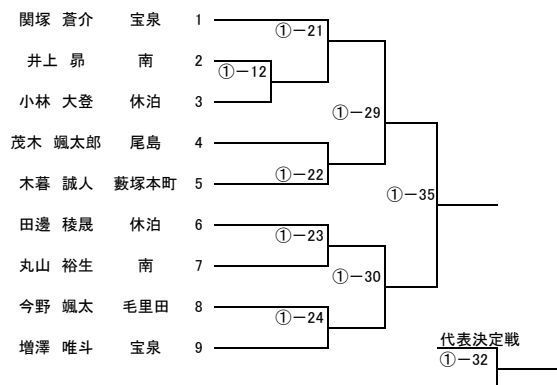 関塚 蒼介 宝泉 1
①－21
井上 昴 南 2
①－12
小林 大登 休泊 3
①－29
茂木 颯太郎 尾島 4
①－22
木暮 誠人 藪塚本町 5
①－35
田邊 稜晟 休泊 6
①－23
丸山 裕生 南 7
①－30
今野 颯太 毛里田 8
①－24
増澤 唯斗 宝泉 9
代表決定戦
①－32